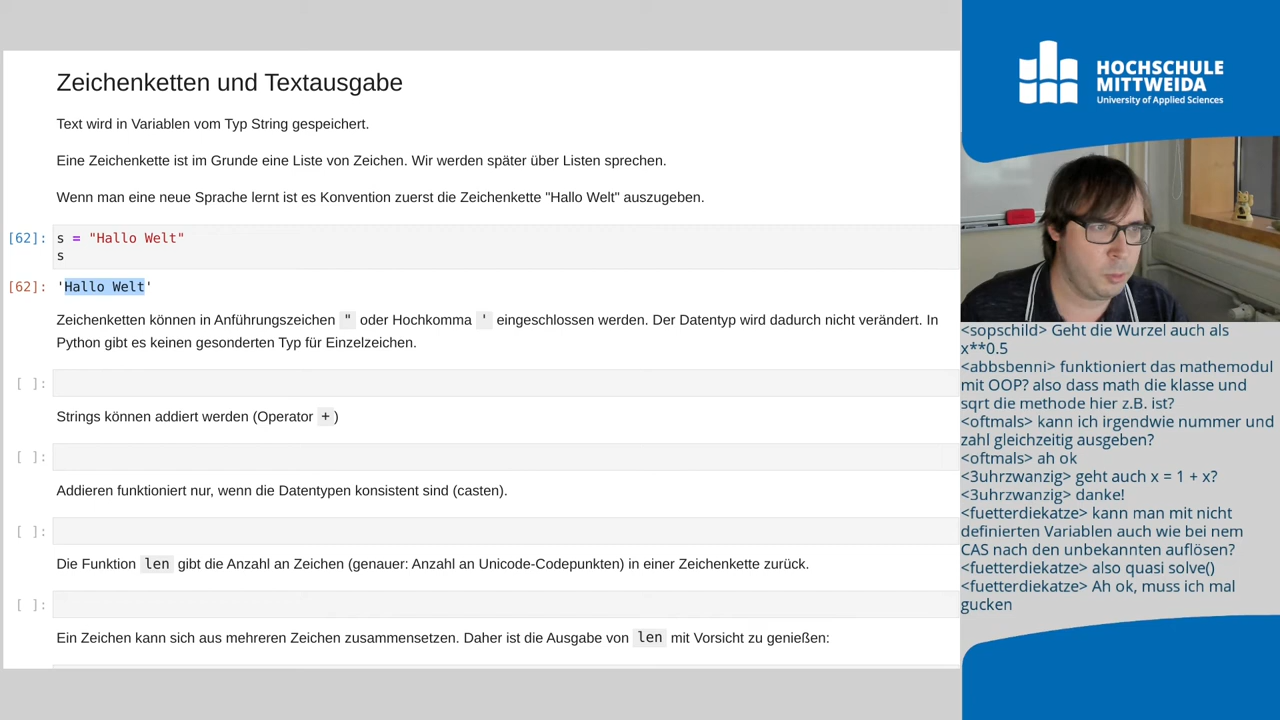 Zeichenketten und Textausgabe
Text wird in Variablen vom Typ String gespeichert.
Eine Zeichenkette ist im Grunde eine Liste von Zeichen. Wir werden später über Listen sprechen.
Wenn man eine neue Sprache lernt ist es Konvention zuerst die Zeichenkette "Hallo Welt" auszugeben.
[62]: s = "Hallo Welt"
s
[62]: 'Hallo Welt'
Zeichenketten können in Anführungszeichen " oder Hochkomma ' eingeschlossen werden. Der Datentyp wird dadurch nicht verändert. In
Python gibt es keinen gesonderten Typ für Einzelzeichen.
[ ]:
Strings können addiert werden (Operator + )
[ ]:
Addieren funktioniert nur, wenn die Datentypen konsistent sind (casten).
[ ]:
Die Funktion len gibt die Anzahl an Zeichen (genauer: Anzahl an Unicode-Codepunkten) in einer Zeichenkette zurück.
[ ]:
Ein Zeichen kann sich aus mehreren Zeichen zusammensetzen. Daher ist die Ausgabe von len mit Vorsicht zu genießen:
HOCHSCHULE
MITTWEIDA
University of Applied Sciences
<sopschild> Geht die Wurzel auch als
x**0.5
<abbsbenni> funktioniert das mathemodul
mit OOP? also dass math die klasse und
sqrt die methode hier z.B. ist?
<oftmals> kann ich irgendwie nummer und
zahl gleichzeitig ausgeben?
<oftmals> ah ok
<3uhrzwanzig> geht auch x = 1 + x?
<3uhrzwanzig> danke!
<fuetterdiekatze> kann man mit nicht
definierten Variablen auch wie bei nem
CAS nach den unbekannten auflösen?
<fuetterdiekatze> also quasi solve()
<fuetterdiekatze> Ah ok, muss ich mal
gucken